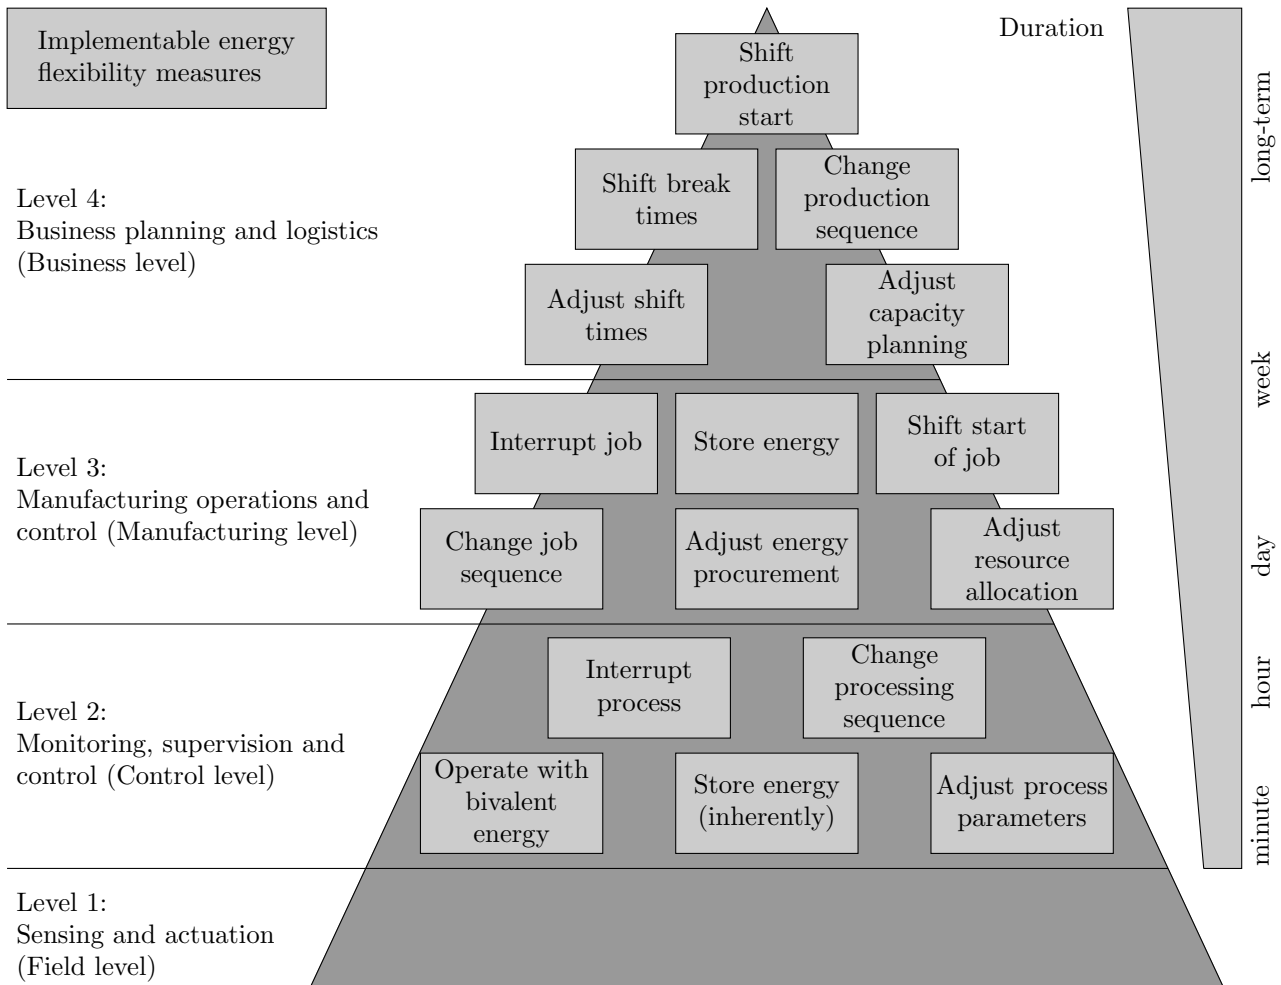 Implementable energy
flexibility measures
Duration
Shift
production
start
long-term
Level 4:
Business planning and logistics
(Business level)
Shift break
times
Change
production
sequence
Adjust shift
times
Adjust
capacity
planning
week
Level 3:
Manufacturing operations and
control (Manufacturing level)
Interrupt job
Store energy
Shift start
of job
Change job
sequence
Adjust energy
procurement
Adjust
resource
allocation
day
Level 2:
Monitoring, supervision and
control (Control level)
Interrupt
process
Change
processing
sequence
hour
Operate with
bivalent
energy
Store energy
(inherently)
Adjust process
parameters
minute
Level 1:
Sensing and actuation
(Field level)